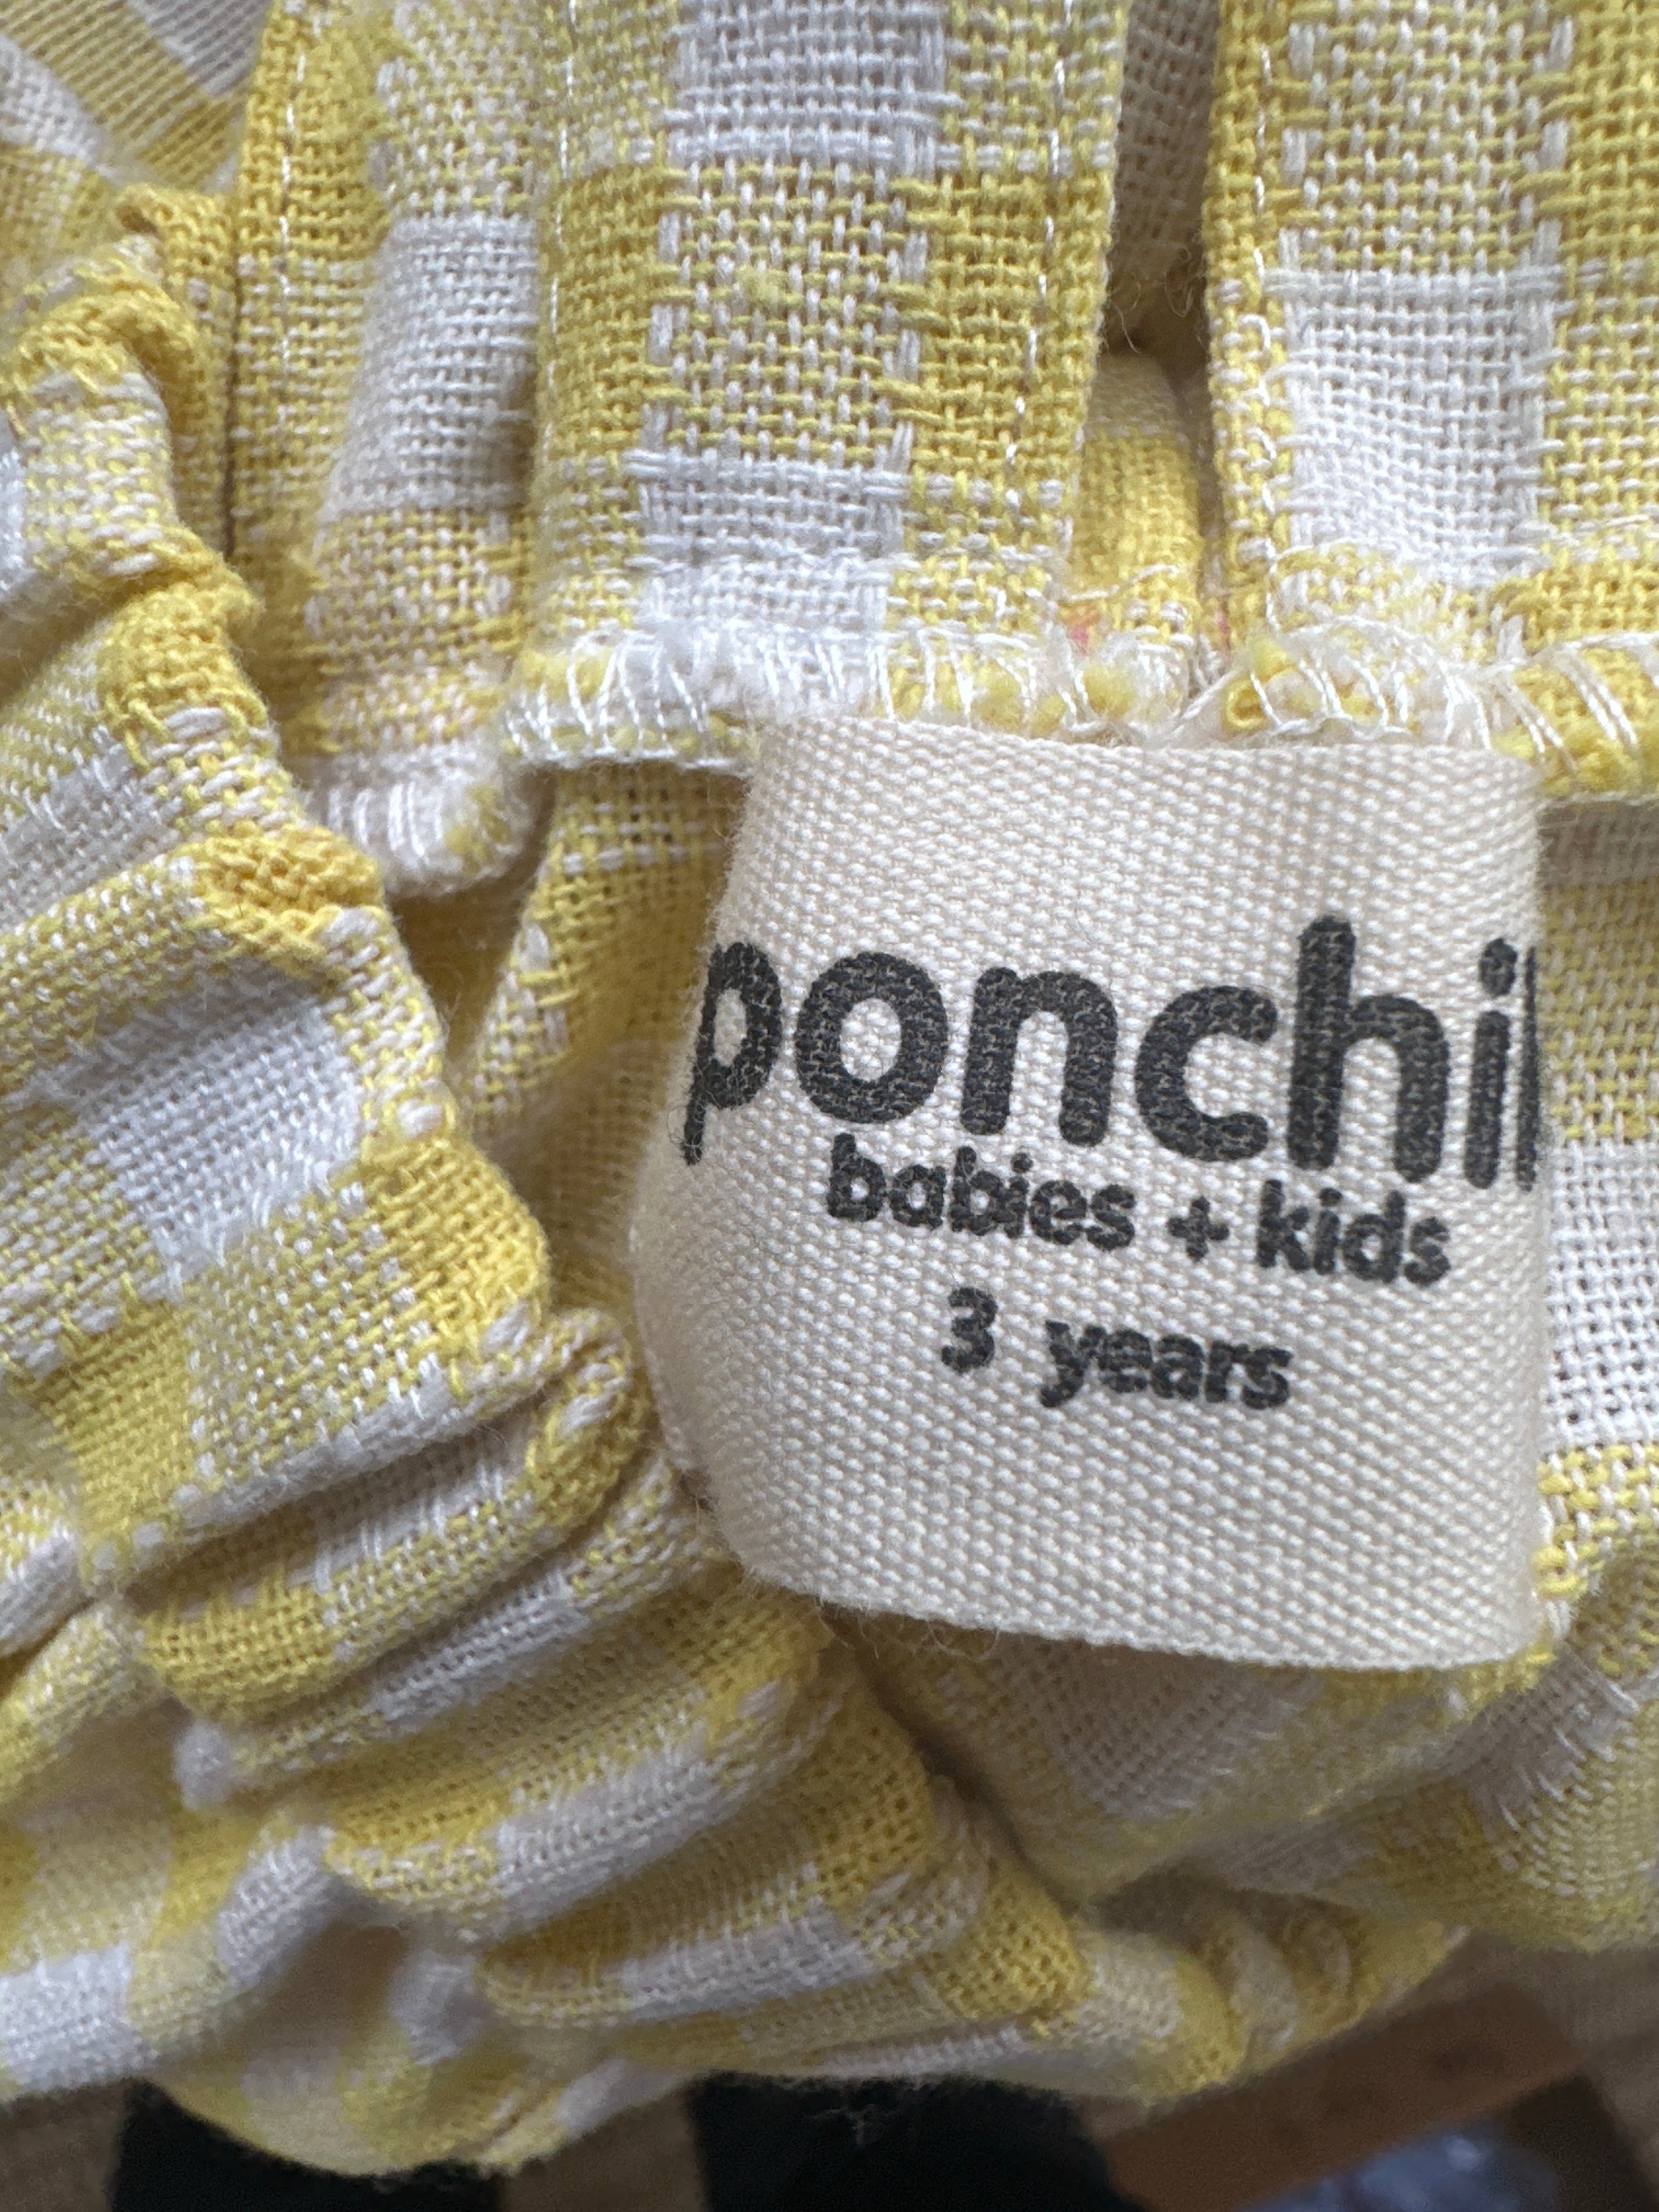 ponchi
babies + kids
3 years